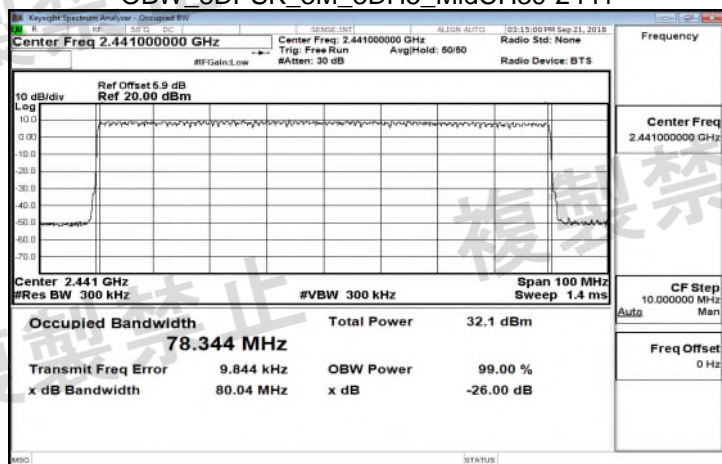 Keysight Spectrum Analyzer - Occupied BW
R RF 50 Ω DC SENSE:INT ALIGN AUTO 03:15:00 PM Sep 21, 2018
Center Freq 2.441000000 GHz
Center Freq: 2.441000000 GHz
Radio Std: None
Trig: Free Run Avg|Hold: 50/50
#IFGain:Low
#Atten: 30 dB
Radio Device: BTS
Frequency
Ref Offset 5.9 dB
10 dB/div Ref 20.00 dBm
Log
10.0
0.00
-10.0
-20.0
-30.0
-40.0
-50.0
-60.0
-70.0
Center 2.441 GHz
Span 100 MHz
#Res BW 300 kHz
#VBW 300 kHz
Sweep 1.4 ms
Occupied Bandwidth
78.344 MHz
Total Power 32.1 dBm
Transmit Freq Error 9.844 kHz
OBW Power 99.00 %
x dB Bandwidth 80.04 MHz
x dB -26.00 dB
Center Freq
2.441000000 GHz
CF Step
10.000000 MHz
Auto Man
Freq Offset
0 Hz
MSG
STATUS
複製禁
複製禁止